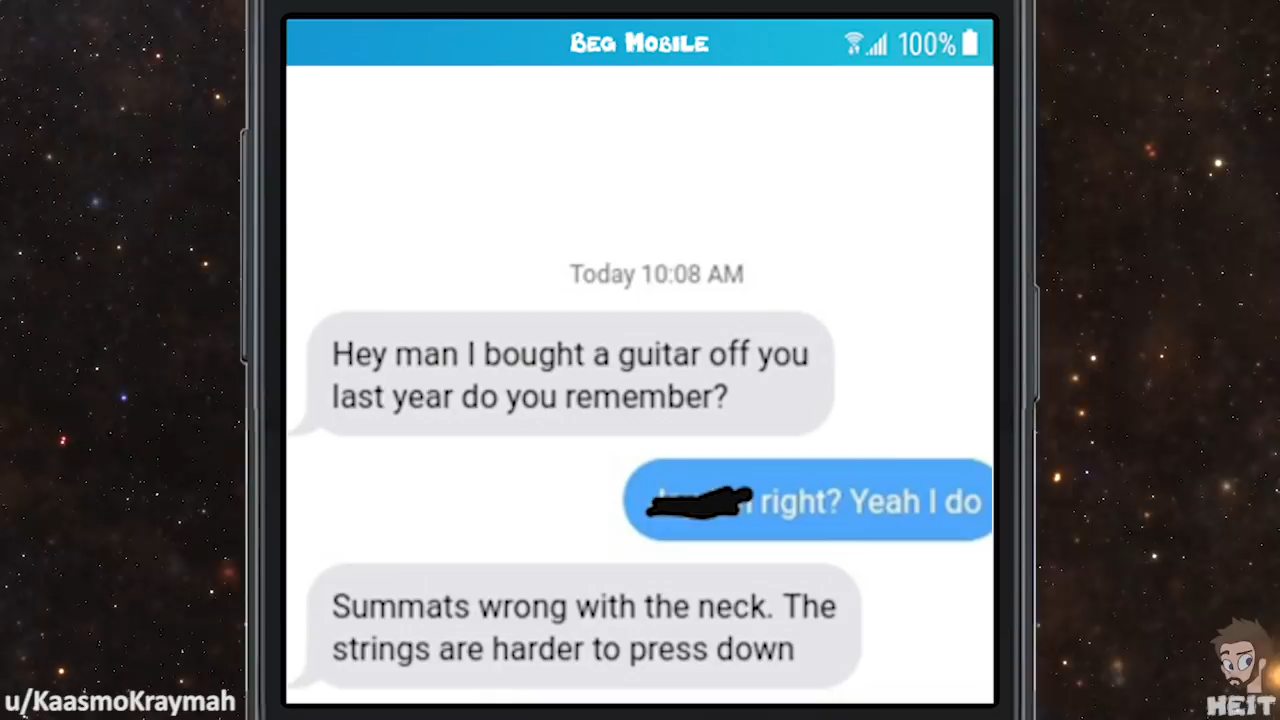 BEG MOBILE
100%
Today 10:08 AM
Hey man I bought a guitar off you
last year do you remember?
right? Yeah I do
Summats wrong with the neck. The
strings are harder to press down
u/KaasmoKraymah
HEIT